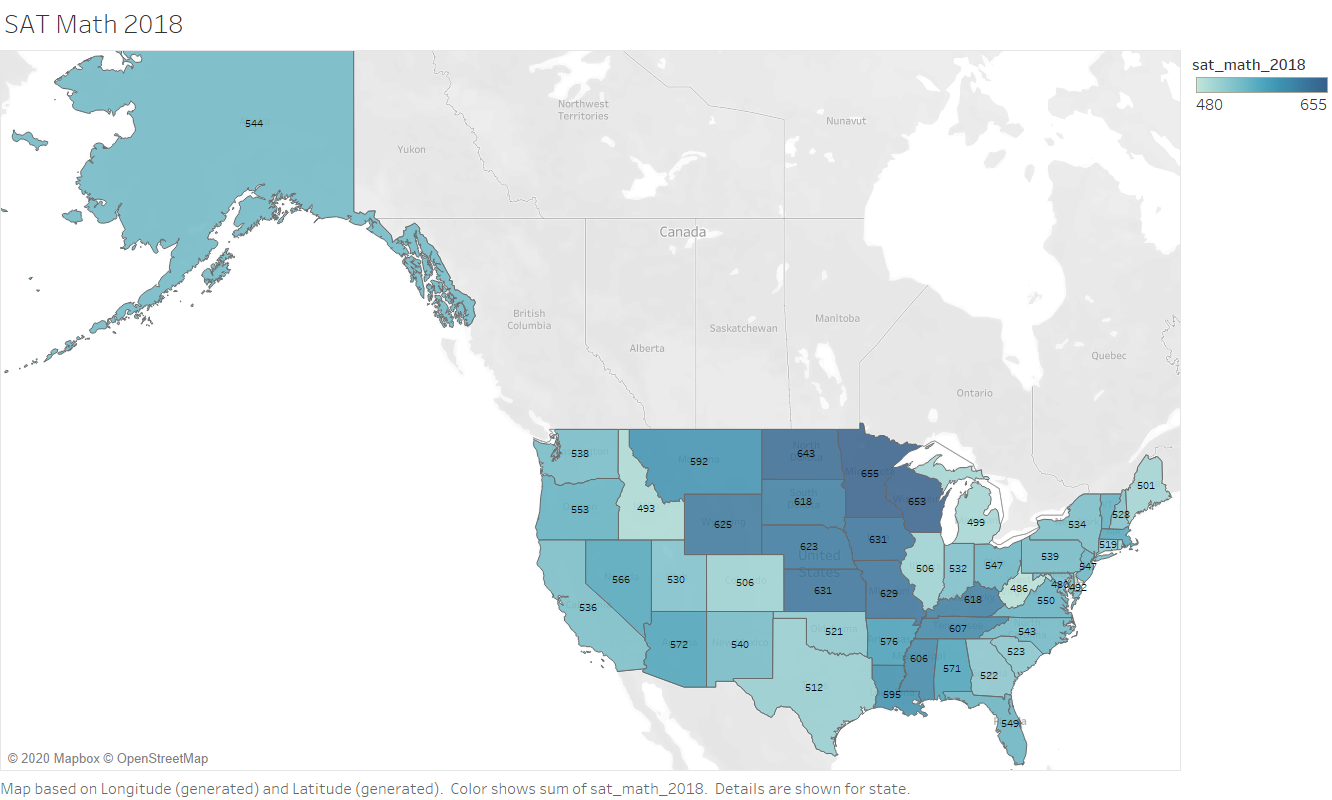 SAT Math 2018
sat_math_2018
480 655
544
Northwest
Territories
Nunavut
Yukon
Canada
British
Columbia
Saskatchewan
Manitoba
Alberta
Quebec
Ontario
538
592
643
655
653
618
553
493
625
499
501
528
534
519
623
United
States
631
506
532
547
539
547
566
530
506
631
629
486
480
492
536
618
550
572
540
521
576
607
543
606
571
523
522
512
595
549
© 2020 Mapbox © OpenStreetMap
Map based on Longitude (generated) and Latitude (generated).  Color shows sum of sat_math_2018.  Details are shown for state.